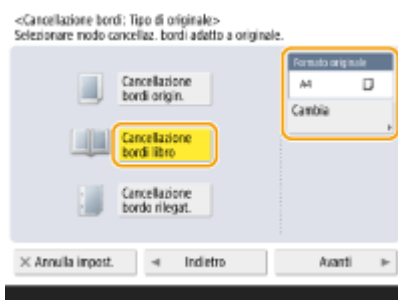 <Cancellazione bordi: Tipo di originale>
Selezionare modo cancellaz. bordi adatto a originale.
Formato originale
A4
Cambia
Cancellazione
bordi origin.
Cancellazione
bordi libro
Cancellazione
bordo rilegat.
Annulla impost.
Indietro
Avanti